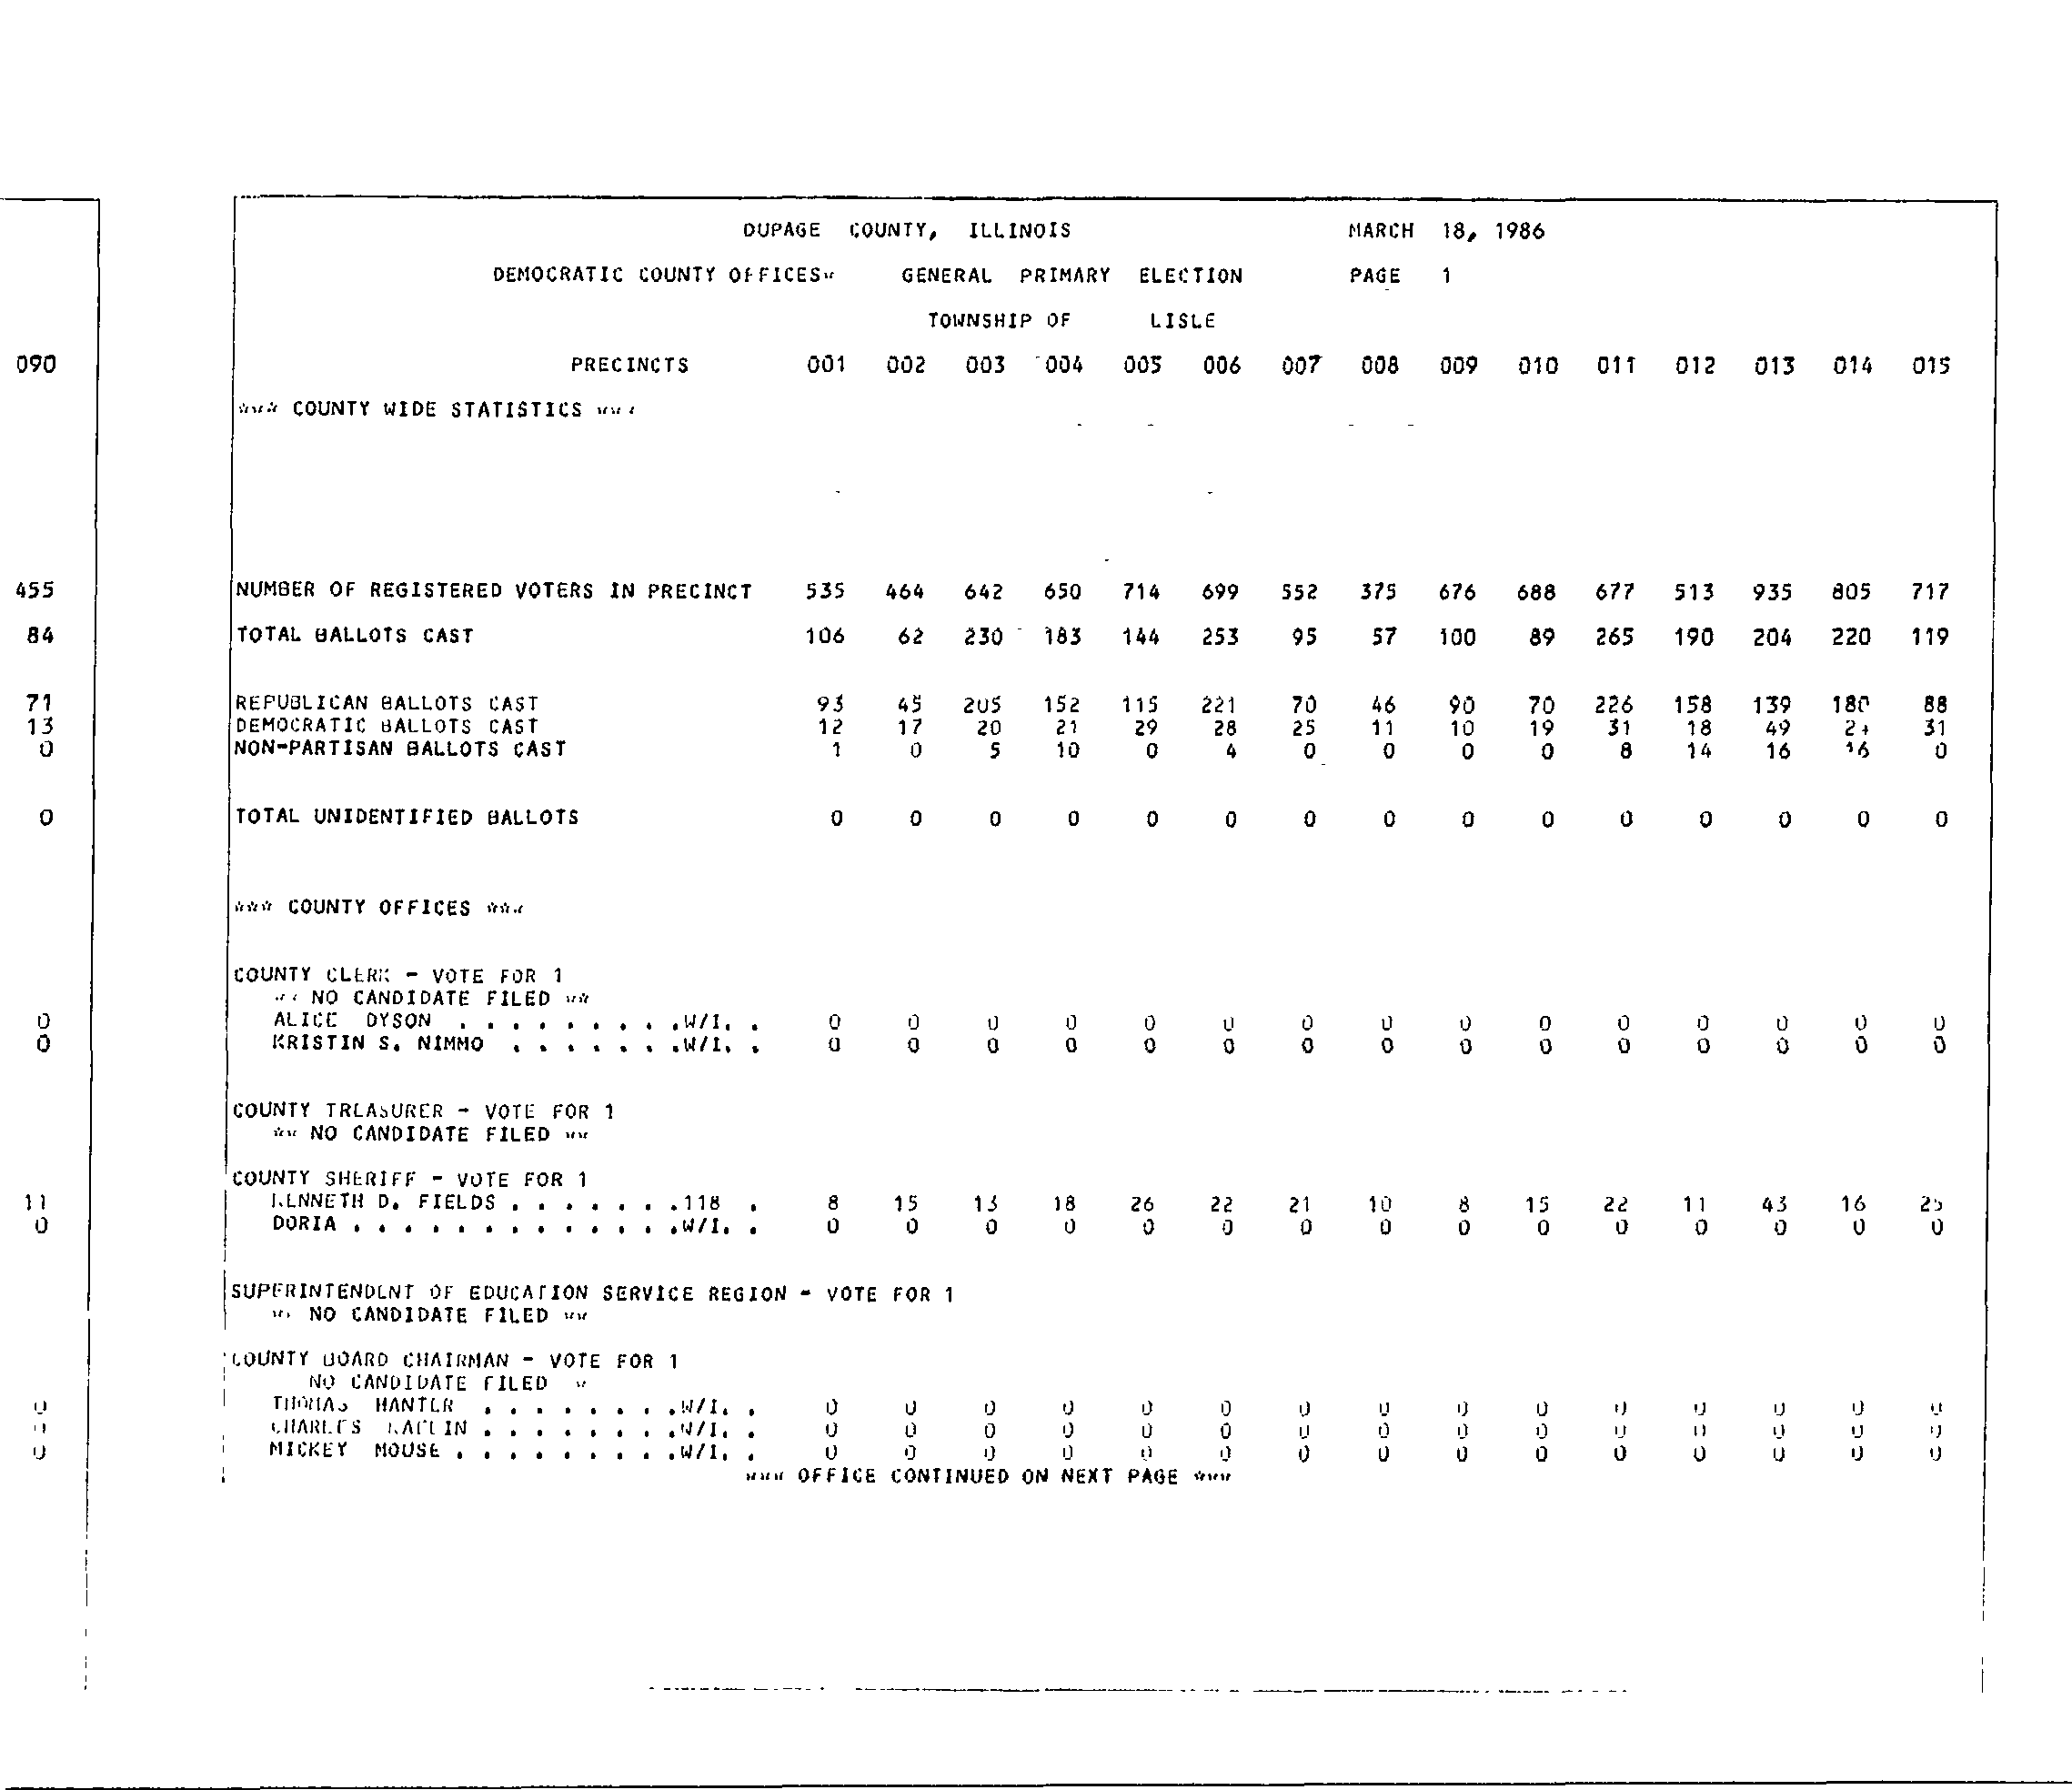 DUPAGE COUNTY, ILLINOIS MARCH 18, 1986
DEMOCRATIC COUNTY OFFICES* GENERAL PRIMARY ELECTION PAGE 1
TOWNSHIP OF LISLE
090 PRECINCTS 001 002 003 004 005 006 007 008 009 010 011 012 013 014 015
*** COUNTY WIDE STATISTICS ***
455 NUMBER OF REGISTERED VOTERS IN PRECINCT 535 464 642 650 714 699 552 375 676 688 677 513 935 805 717
84 TOTAL BALLOTS CAST 106 62 230 183 144 253 95 57 100 89 265 190 204 220 119
71 REPUBLICAN BALLOTS CAST 93 45 205 152 115 221 70 46 90 70 226 158 139 180 88
13 DEMOCRATIC BALLOTS CAST 12 17 20 21 29 28 25 11 10 19 31 18 49 24 31
0 NON-PARTISAN BALLOTS CAST 1 0 5 10 0 4 0 0 0 0 8 14 16 16 0
0 TOTAL UNIDENTIFIED BALLOTS 0 0 0 0 0 0 0 0 0 0 0 0 0 0 0
*** COUNTY OFFICES ***
COUNTY CLERK - VOTE FOR 1
** NO CANDIDATE FILED **
0 ALICE DYSON . . . . . . . . .W/I. . 0 0 0 0 0 0 0 0 0 0 0 0 0 0 0
0 KRISTIN S. NIMMO . . . . . . .W/I. . 0 0 0 0 0 0 0 0 0 0 0 0 0 0 0
COUNTY TREASURER - VOTE FOR 1
** NO CANDIDATE FILED **
COUNTY SHERIFF - VOTE FOR 1
11 KENNETH D. FIELDS . . . . . . .118 . 8 15 13 18 26 22 21 10 8 15 22 11 43 16 25
0 DORIA . . . . . . . . . . . . .W/I. . 0 0 0 0 0 0 0 0 0 0 0 0 0 0 0
SUPERINTENDENT OF EDUCATION SERVICE REGION - VOTE FOR 1
** NO CANDIDATE FILED **
COUNTY BOARD CHAIRMAN - VOTE FOR 1
NO CANDIDATE FILED *
0 THOMAS HANTER . . . . . . . .W/I. . 0 0 0 0 0 0 0 0 0 0 0 0 0 0 0
0 CHARLES . . . . . . . .W/I. . 0 0 0 0 0 0 0 0 0 0 0 0 0 0 0
0 MICKEY MOUSE . . . . . . . . .W/I. . 0 0 0 0 0 0 0 0 0 0 0 0 0 0 0
*** OFFICE CONTINUED ON NEXT PAGE ***